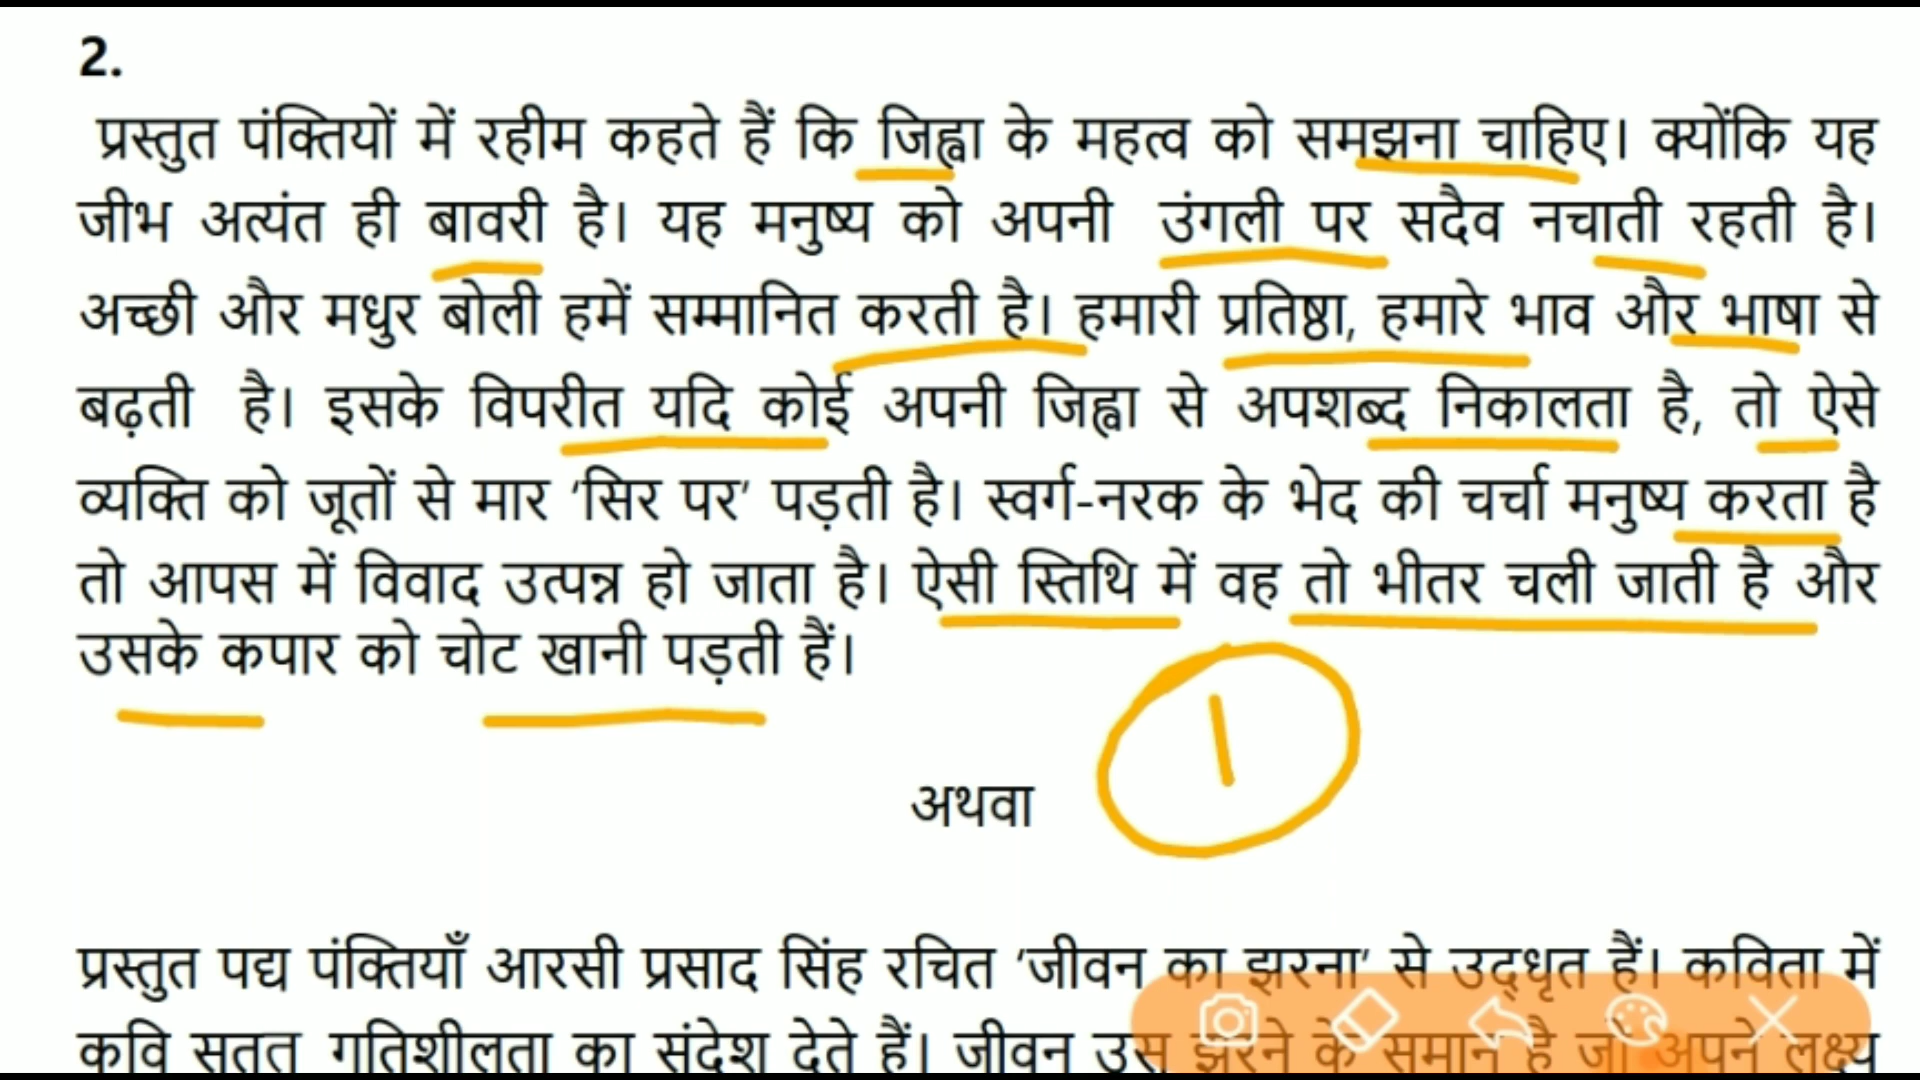 2.
प्रस्तुत पंक्तियों में रहीम कहते हैं कि जिह्वा के महत्व को समझना चाहिए। क्योंकि यह
जीभ अत्यंत ही बावरी है। यह मनुष्य को अपनी उंगली पर सदैव नचाती रहती है।
अच्छी और मधुर बोली हमें सम्मानित करती है। हमारी प्रतिष्ठा, हमारे भाव और भाषा से
बढ़ती है। इसके विपरीत यदि कोई अपनी जिह्वा से अपशब्द निकालता है, तो ऐसे
व्यक्ति को जूतों से मार ‘सिर पर’ पड़ती है। स्वर्ग-नरक के भेद की चर्चा मनुष्य करता है
तो आपस में विवाद उत्पन्न हो जाता है। ऐसी स्तिथि में वह तो भीतर चली जाती है और
उसके कपार को चोट खानी पड़ती हैं।
1
अथवा
प्रस्तुत पद्य पंक्तियाँ आरसी प्रसाद सिंह रचित ‘जीवन का झरना’ से उद्धृत हैं। कविता में
कवि सतत गतिशीलता का संदेश देते हैं। जीवन उस झरने के समान है जो अपने लक्ष्य